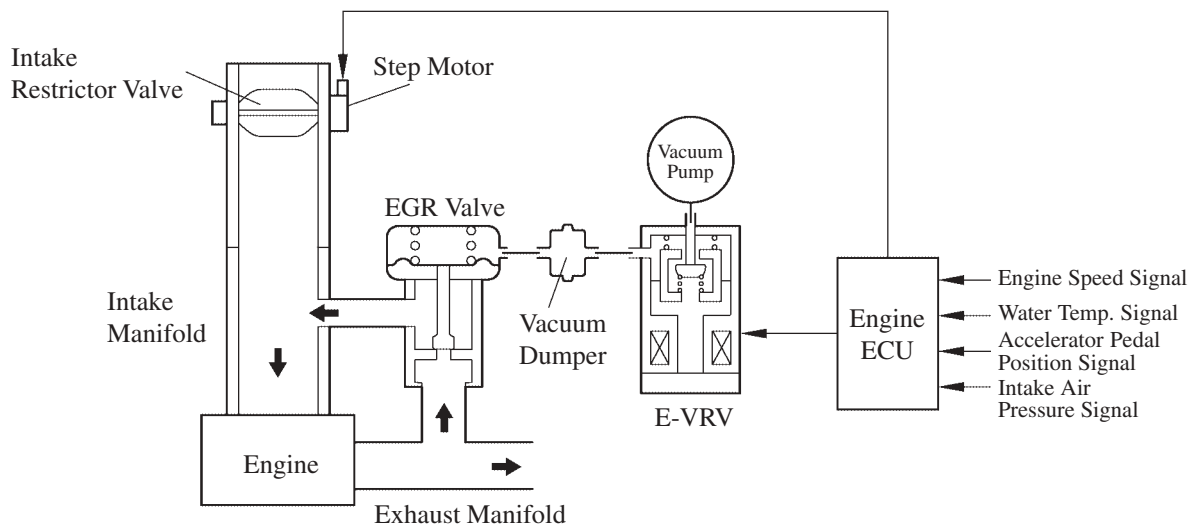 Intake
Restrictor Valve
Step Motor
Vacuum
Pump
EGR Valve
Intake
Manifold
Vacuum
Dumper
E-VRV
Engine
ECU
Engine Speed Signal
Water Temp. Signal
Accelerator Pedal
Position Signal
Intake Air
Pressure Signal
Engine
Exhaust Manifold